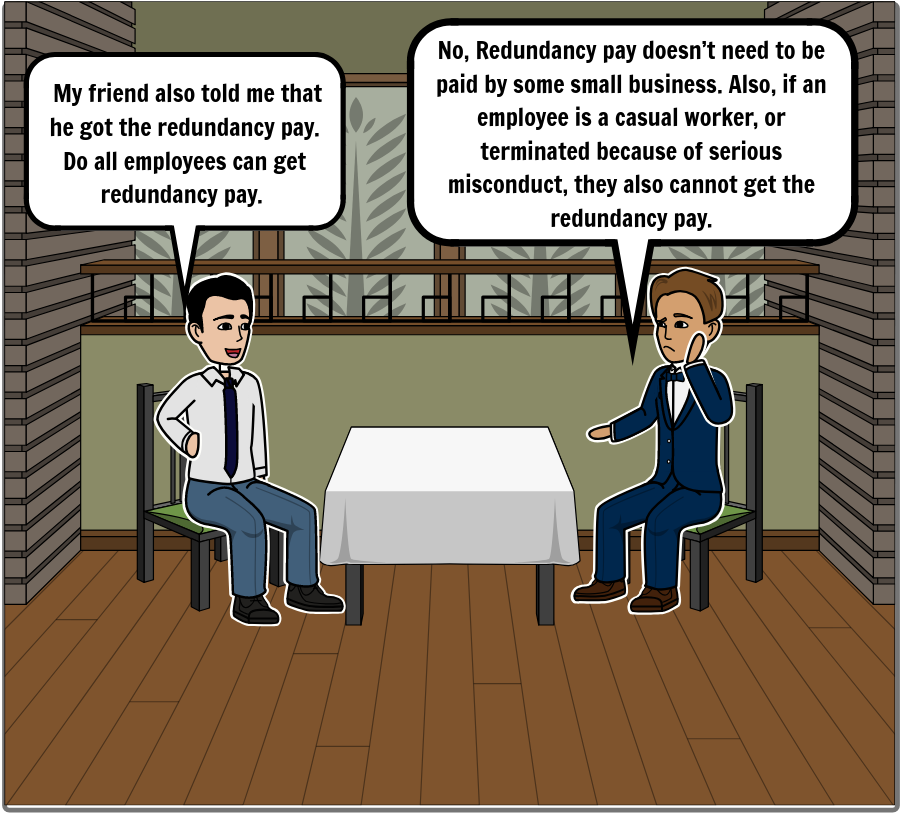 My friend also told me that
he got the redundancy pay.
Do all employees can get
redundancy pay.
No, Redundancy pay doesn’t need to be
paid by some small business. Also, if an
employee is a casual worker, or
terminated because of serious
misconduct, they also cannot get the
redundancy pay.